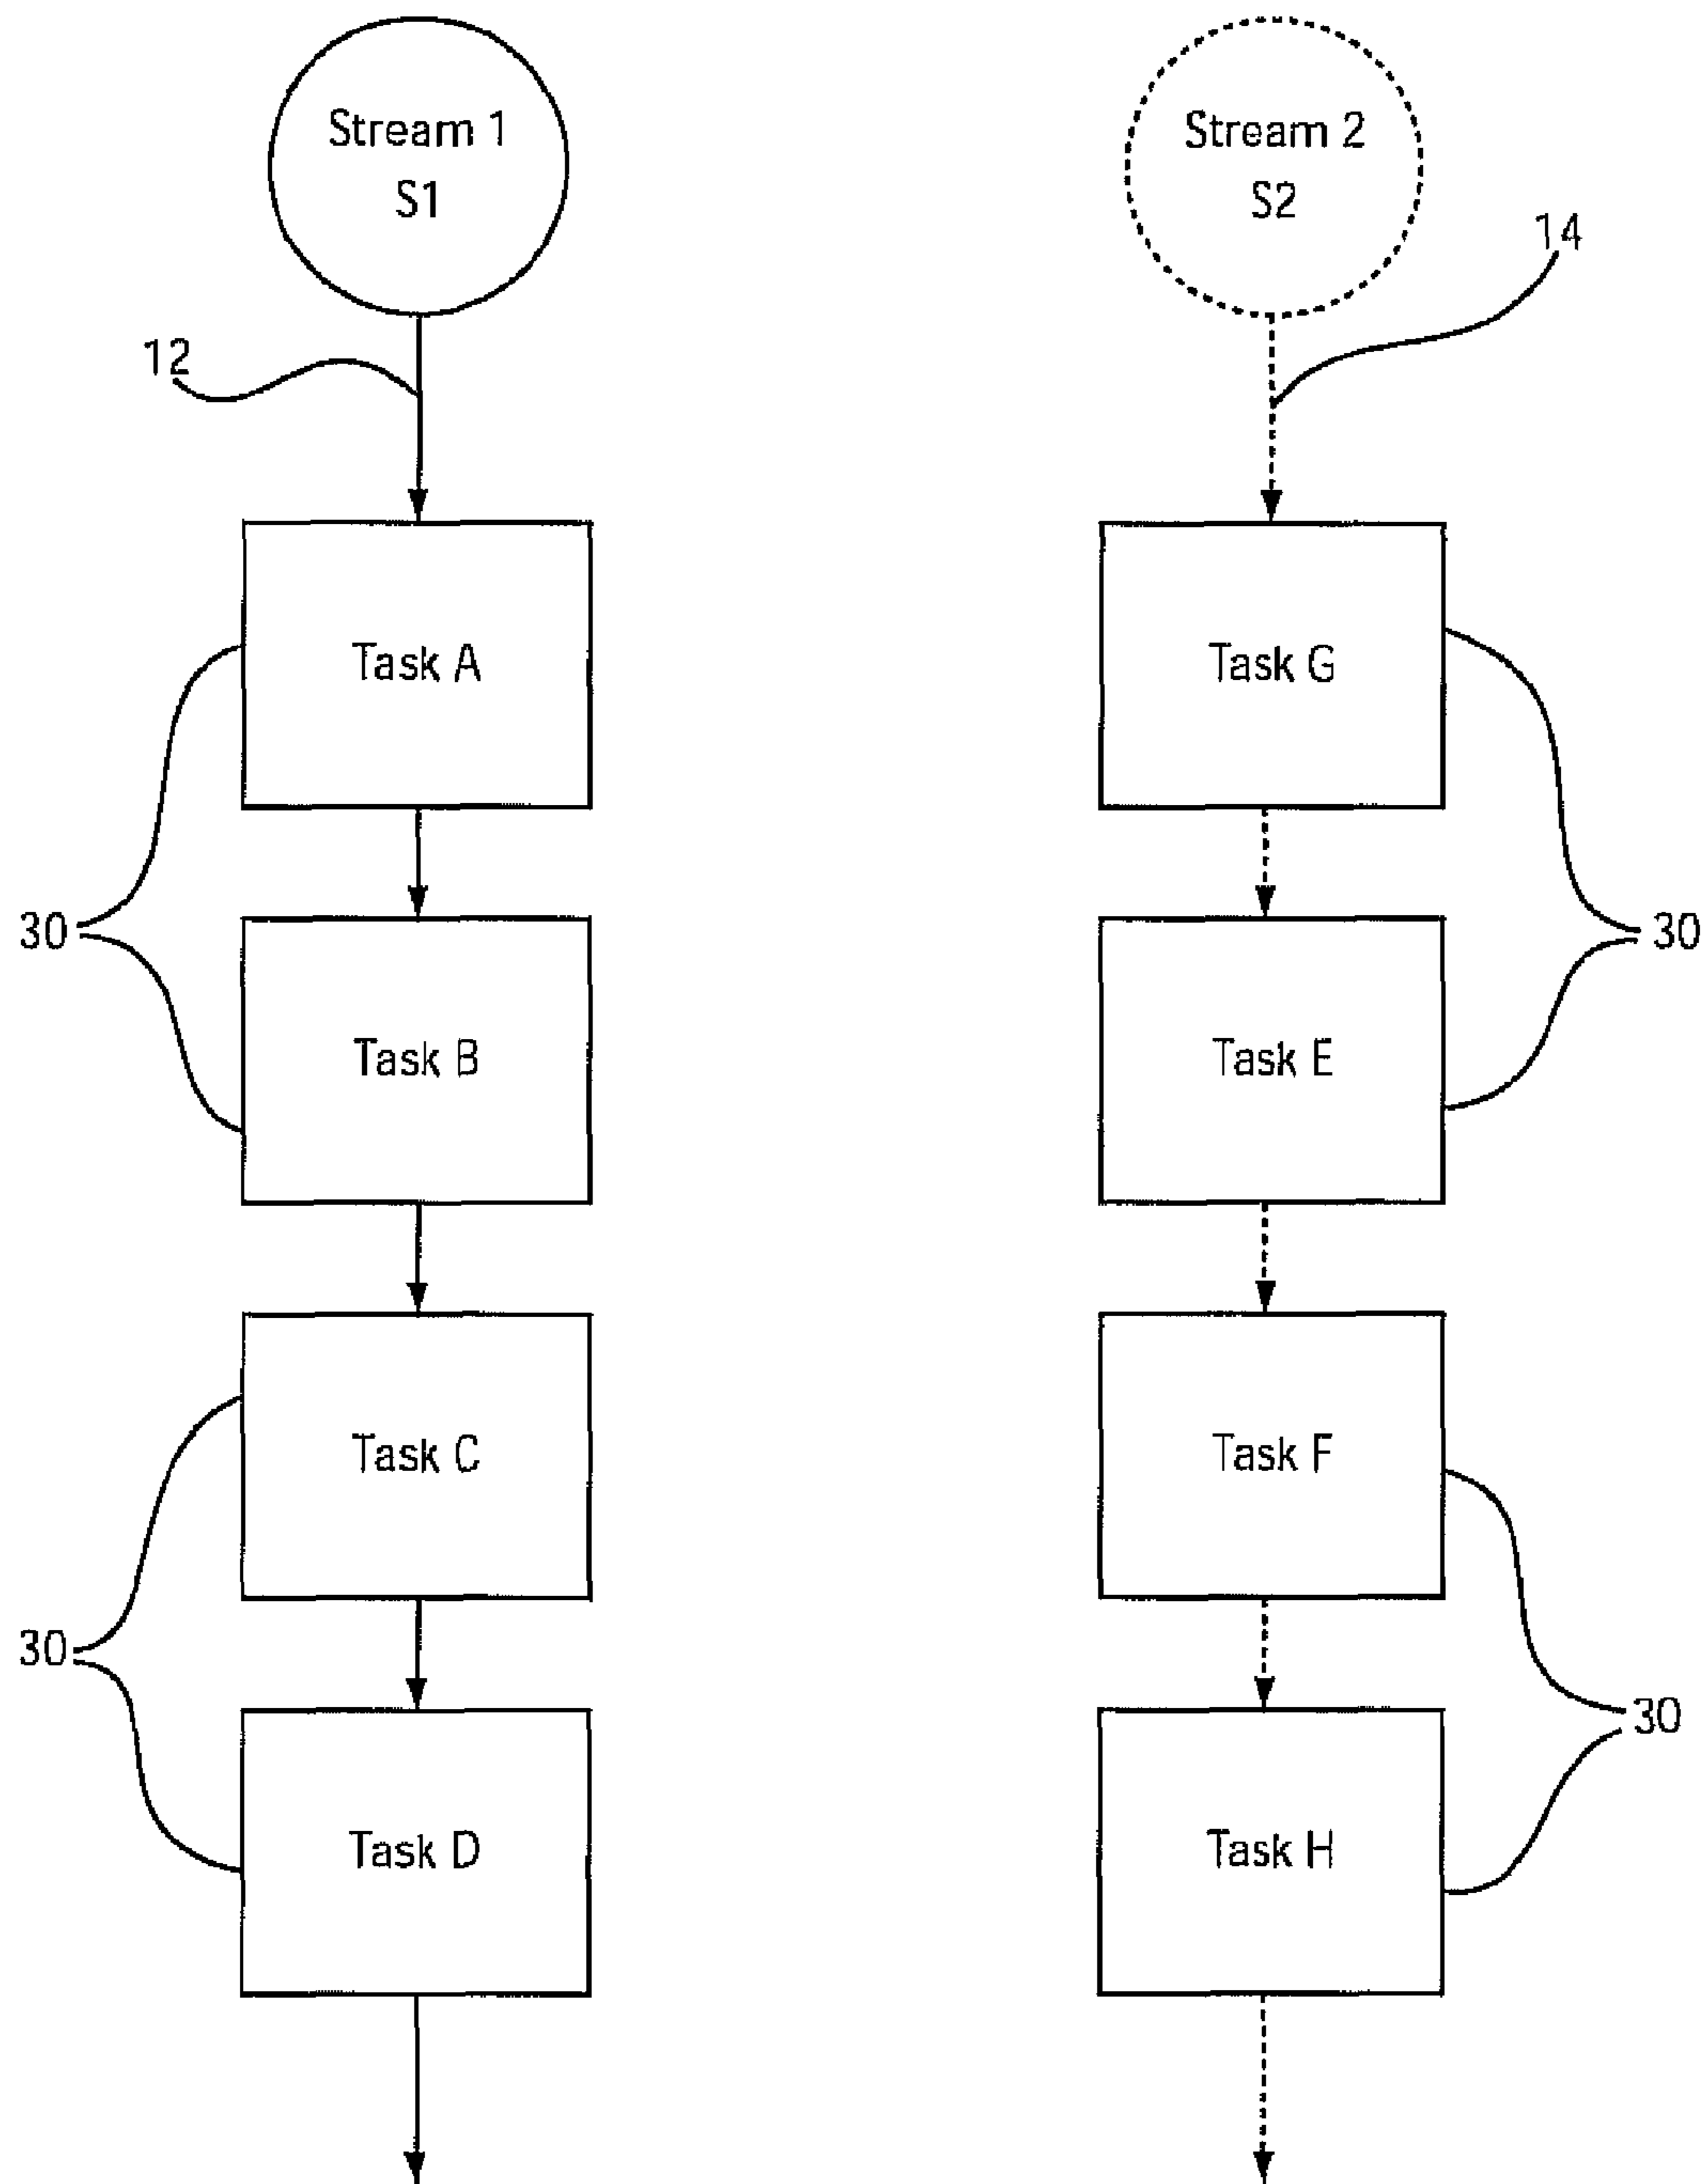 Stream 1
S1
Stream 2
S2
14
12
Task A
Task G
30
30
Task B
Task E
Task C
Task F
30
30
Task D
Task H